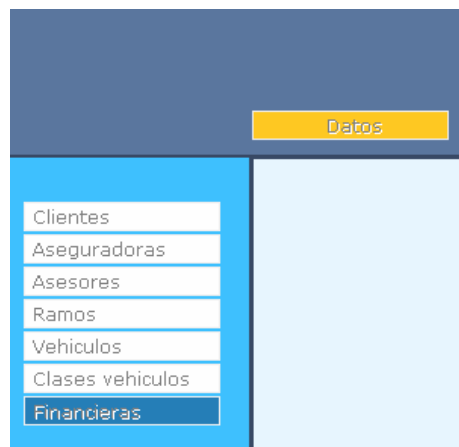 Datos
Clientes
Aseguradoras
Asesores
Ramos
Vehiculos
Clases vehiculos
Financieras